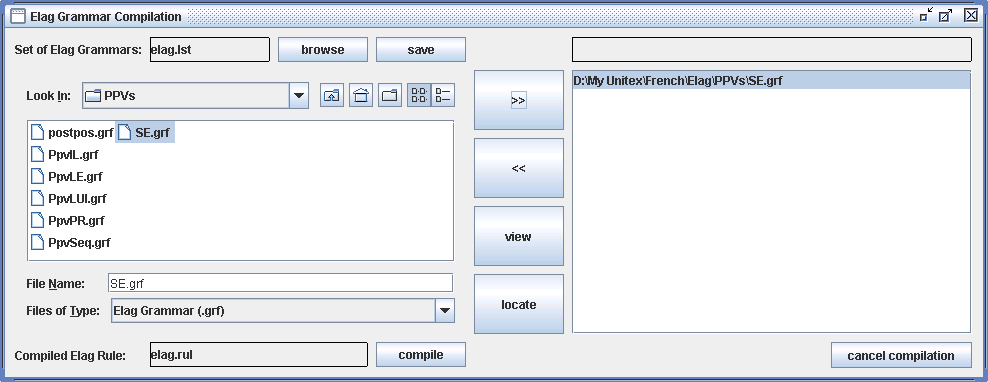 Elag Grammar Compilation
Set of Elag Grammars: elag.lst browse save
Look In: PPVs
postpos.grf SE.grf
PpvIL.grf
PpvLE.grf
PpvLUI.grf
PpvPR.grf
PpvSeq.grf
File Name: SE.grf
Files of Type: Elag Grammar (.grf)
Compiled Elag Rule: elag.rul compile
>>
<<
view
locate
D:\My Unitex\French\Elag\PPVs\SE.grf
cancel compilation